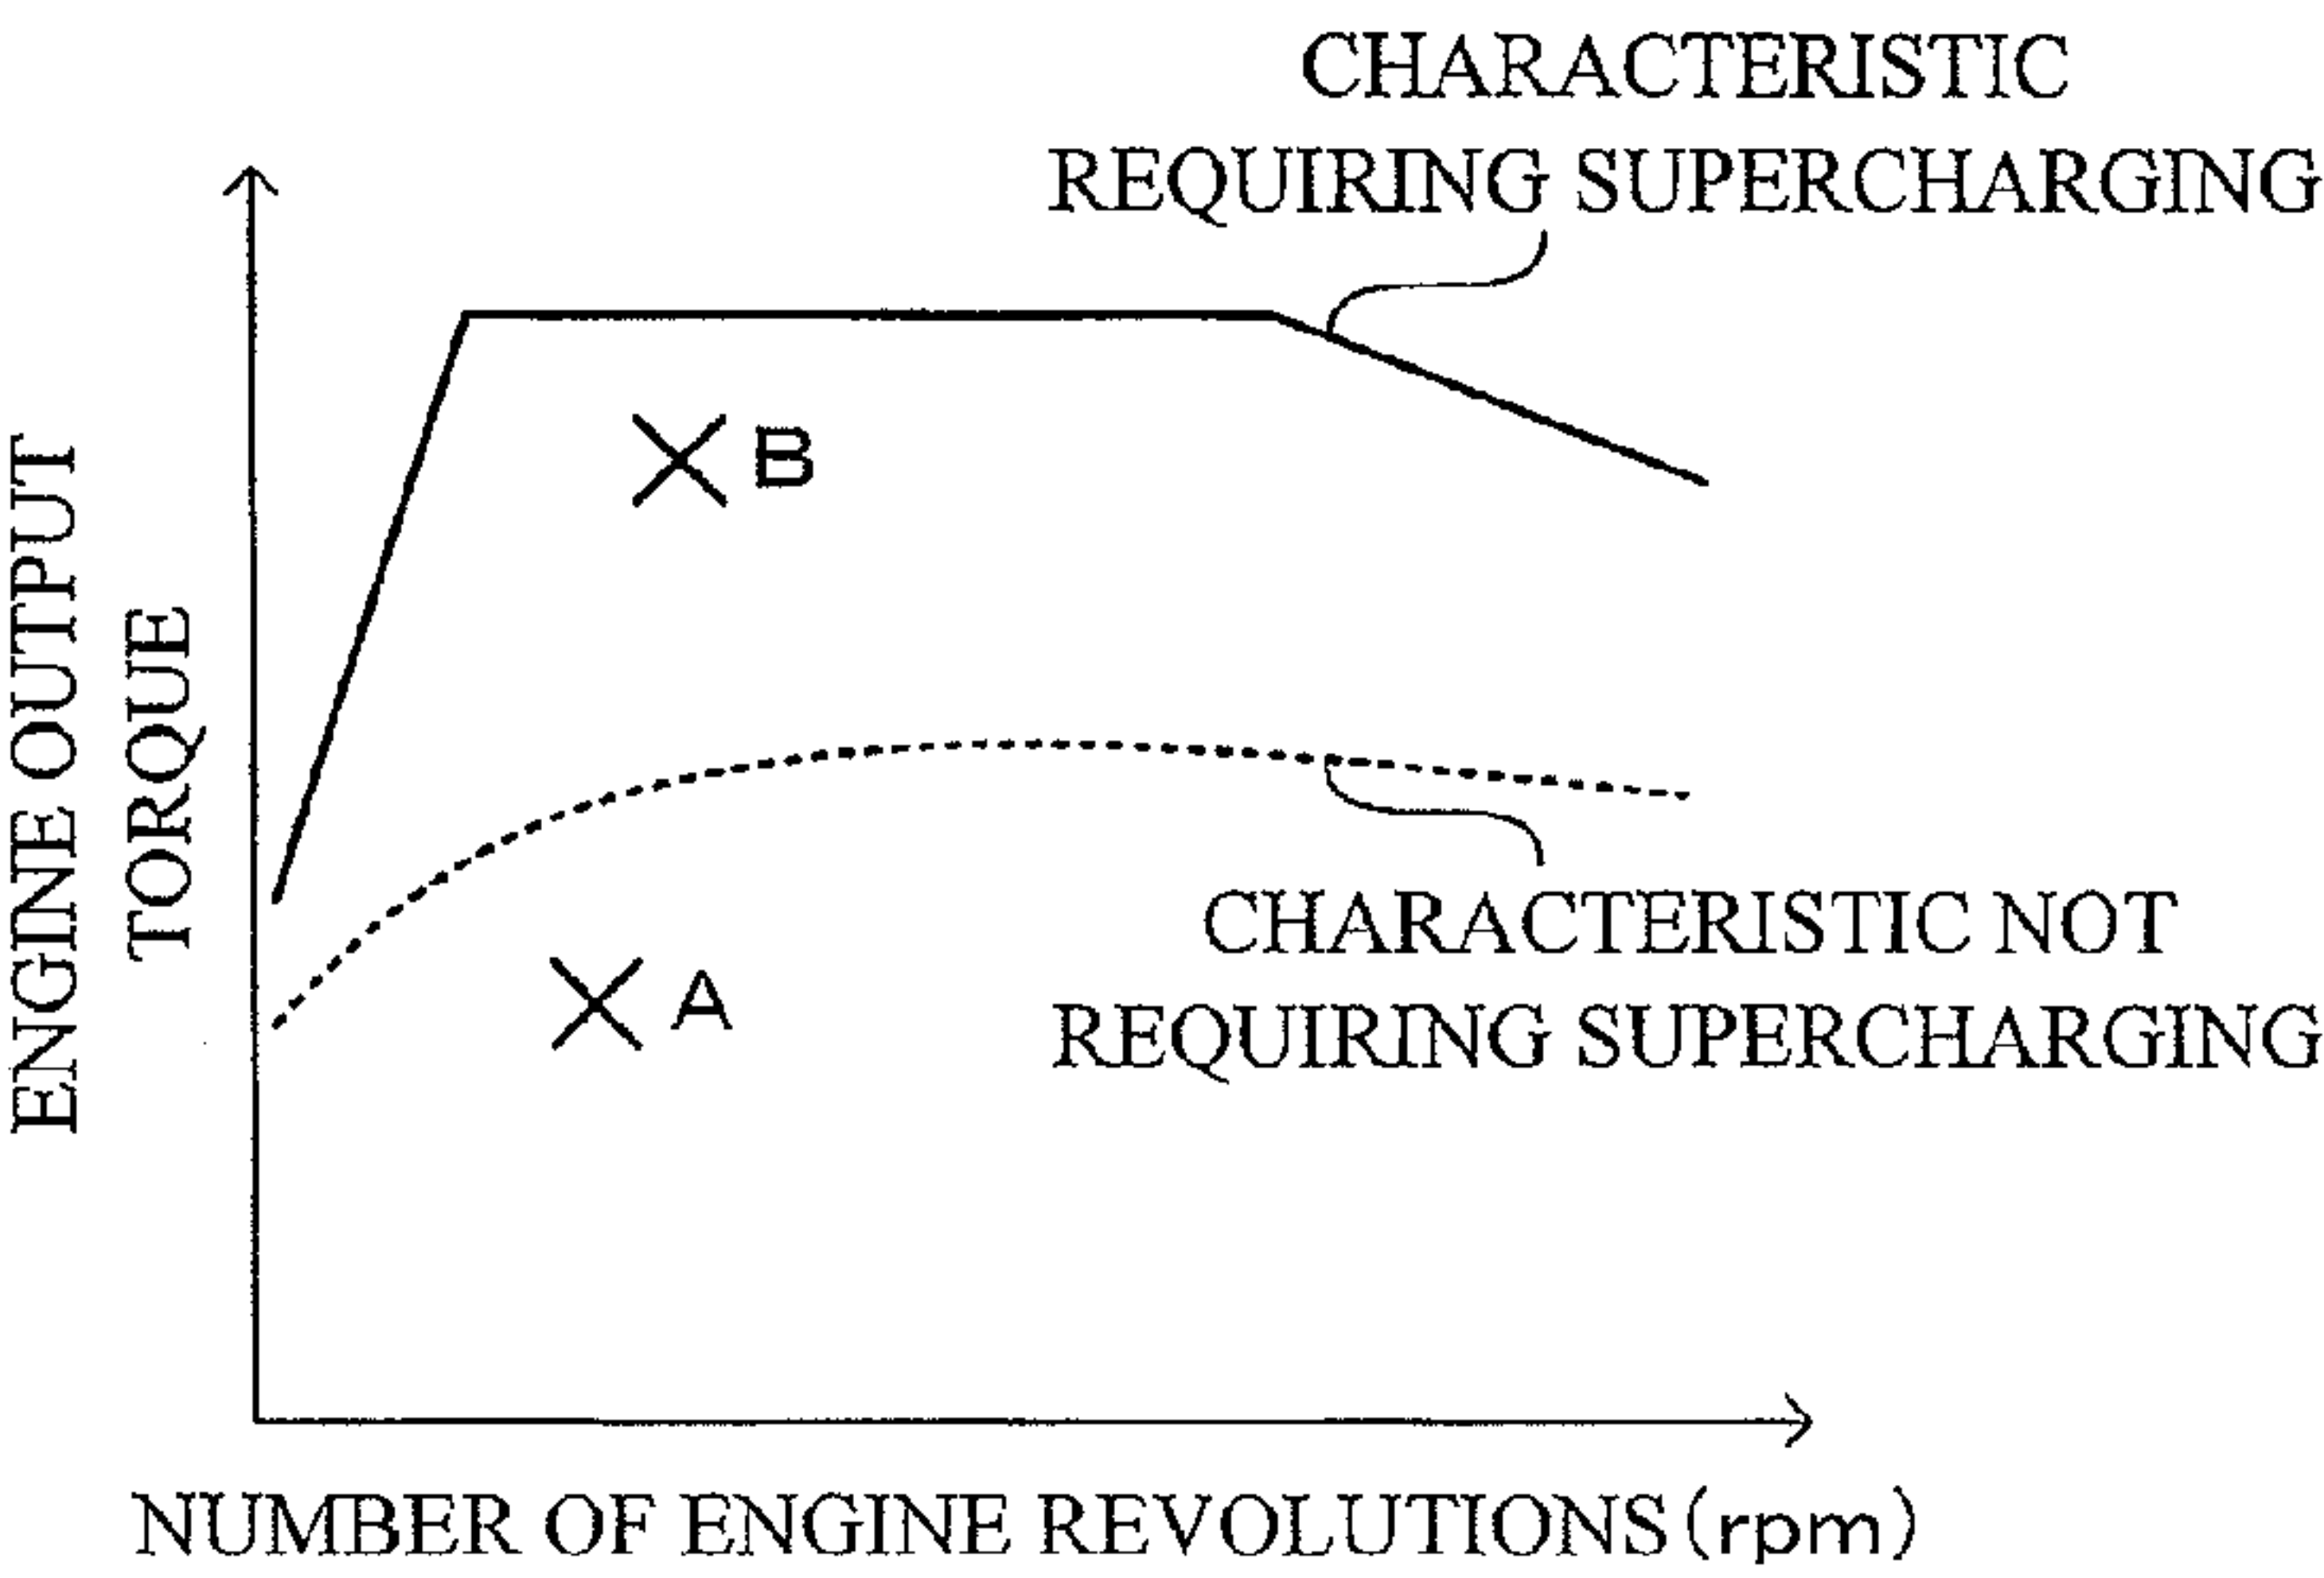 CHARACTERISTIC
REQUIRING SUPERCHARGING
ENGINE OUTPUT
TORQUE
B
A
CHARACTERISTIC NOT
REQUIRING SUPERCHARGING
NUMBER OF ENGINE REVOLUTIONS (rpm)